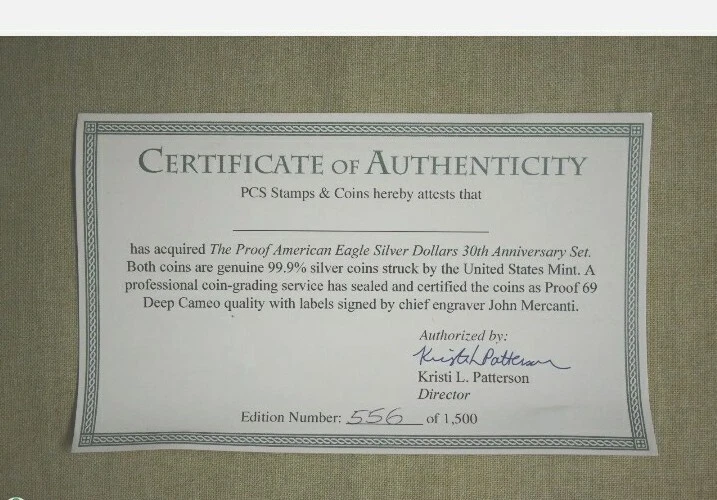 CERTIFICATE OF AUTHENTICITY
PCS Stamps & Coins hereby attests that
has acquired The Proof American Eagle Silver Dollars 30th Anniversary Set.
Both coins are genuine 99.9% silver coins struck by the United States Mint. A
professional coin-grading service has sealed and certified the coins as Proof 69
Deep Cameo quality with labels signed by chief engraver John Mercanti.
Authorized by:
Kristi L Patterson
Kristi L. Patterson
Director
Edition Number: 556 of 1,500